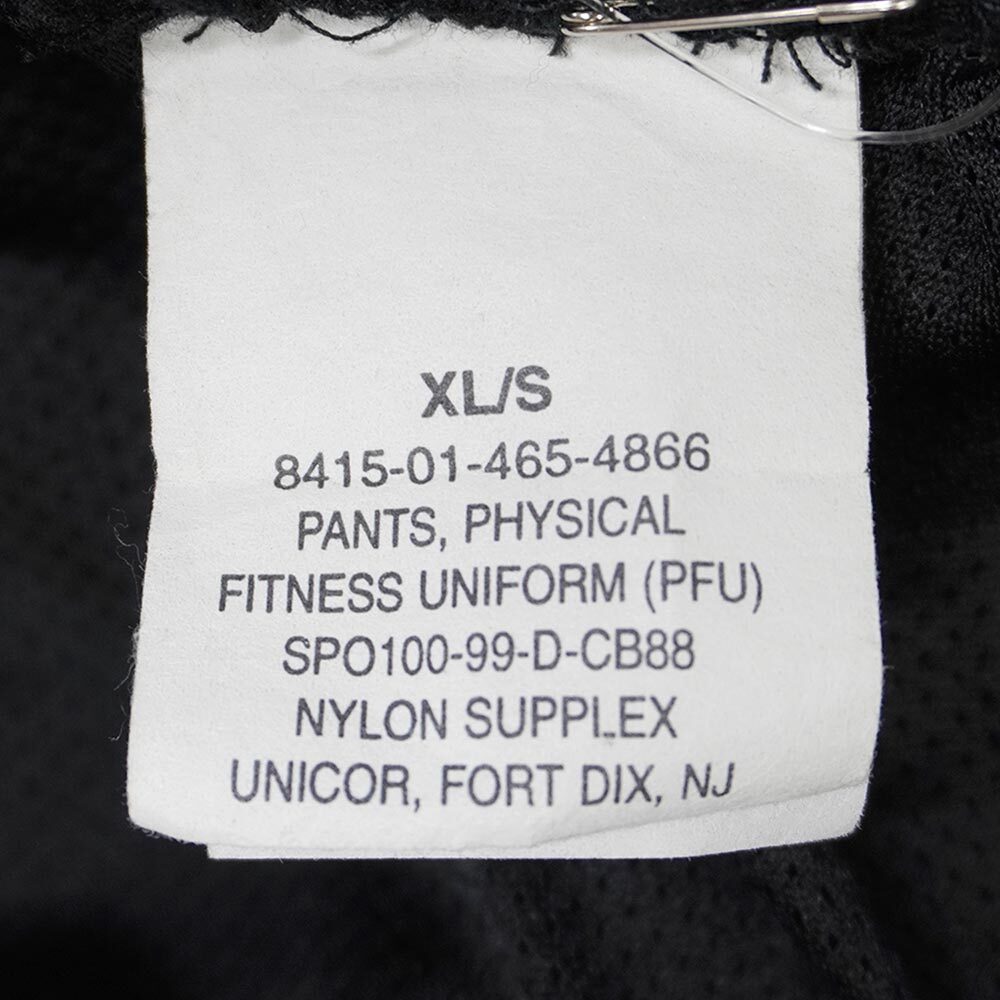 XL/S
8415-01-465-4866
PANTS, PHYSICAL
FITNESS UNIFORM (PFU)
SPO100-99-D-CB88
NYLON SUPPLEX
UNICOR, FORT DIX, NJ